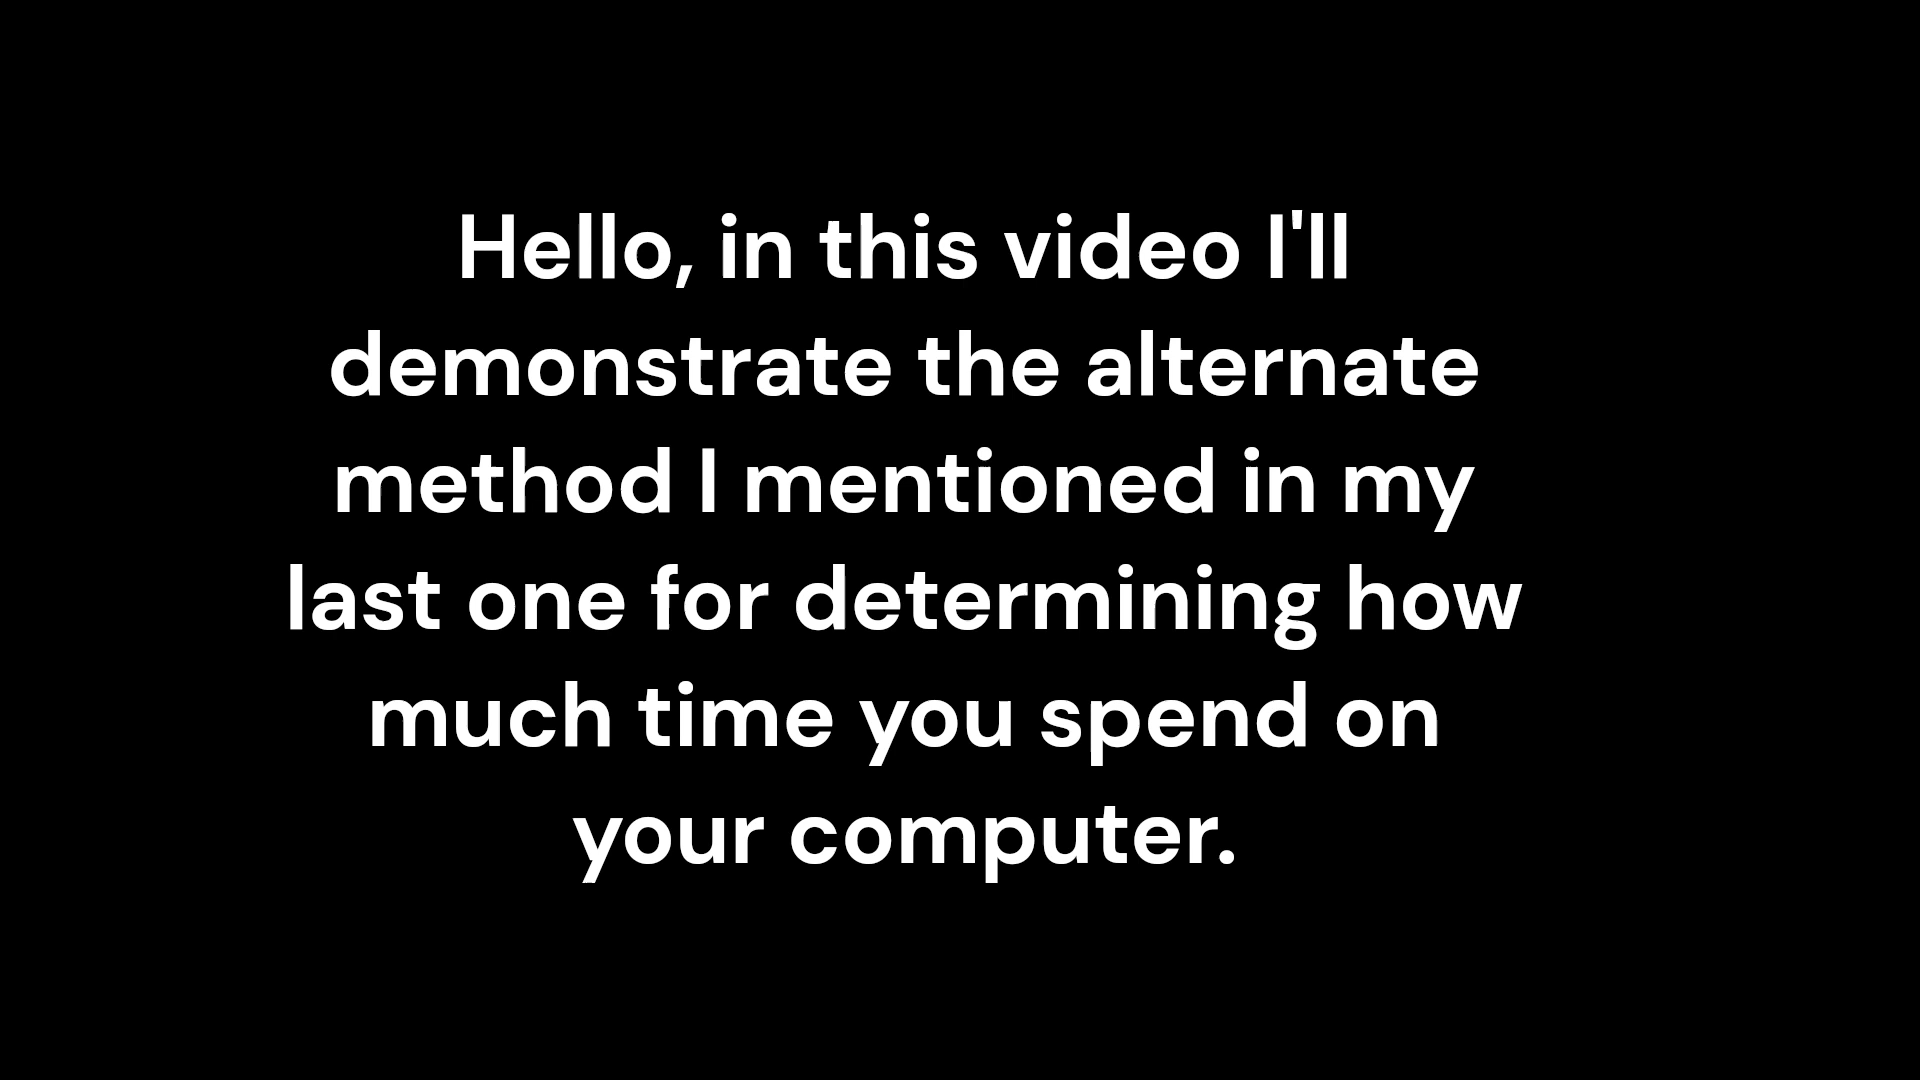 Hello, in this video I'll
demonstrate the alternate
method I mentioned in my
last one for determining how
much time you spend on
your computer.